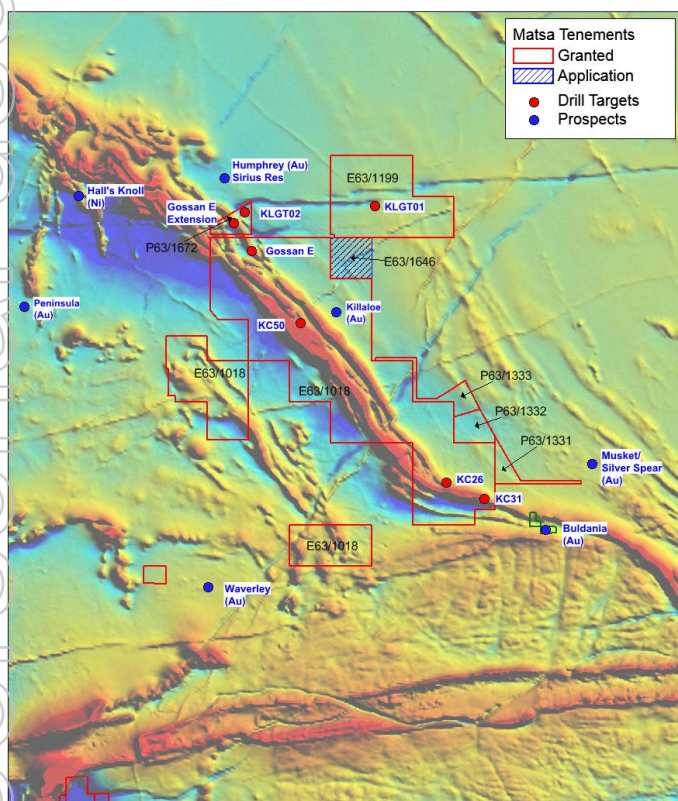 Matsa Tenements
Granted
Application
Drill Targets
Prospects
Humphrey (Au)
Sirius Res
E63/1199
Hall's Knoll
(Ni)
Gossan E
Extension
KLGT02
KLGT01
P63/1672
Gossan E
E63/1646
Peninsula
(Au)
Killaloe
(Au)
KC50
E63/1018
E63/1018
P63/1333
P63/1332
P63/1331
Musket/
Silver Spear
(Au)
KC26
KC31
Buldania
(Au)
E63/1018
Waverley
(Au)